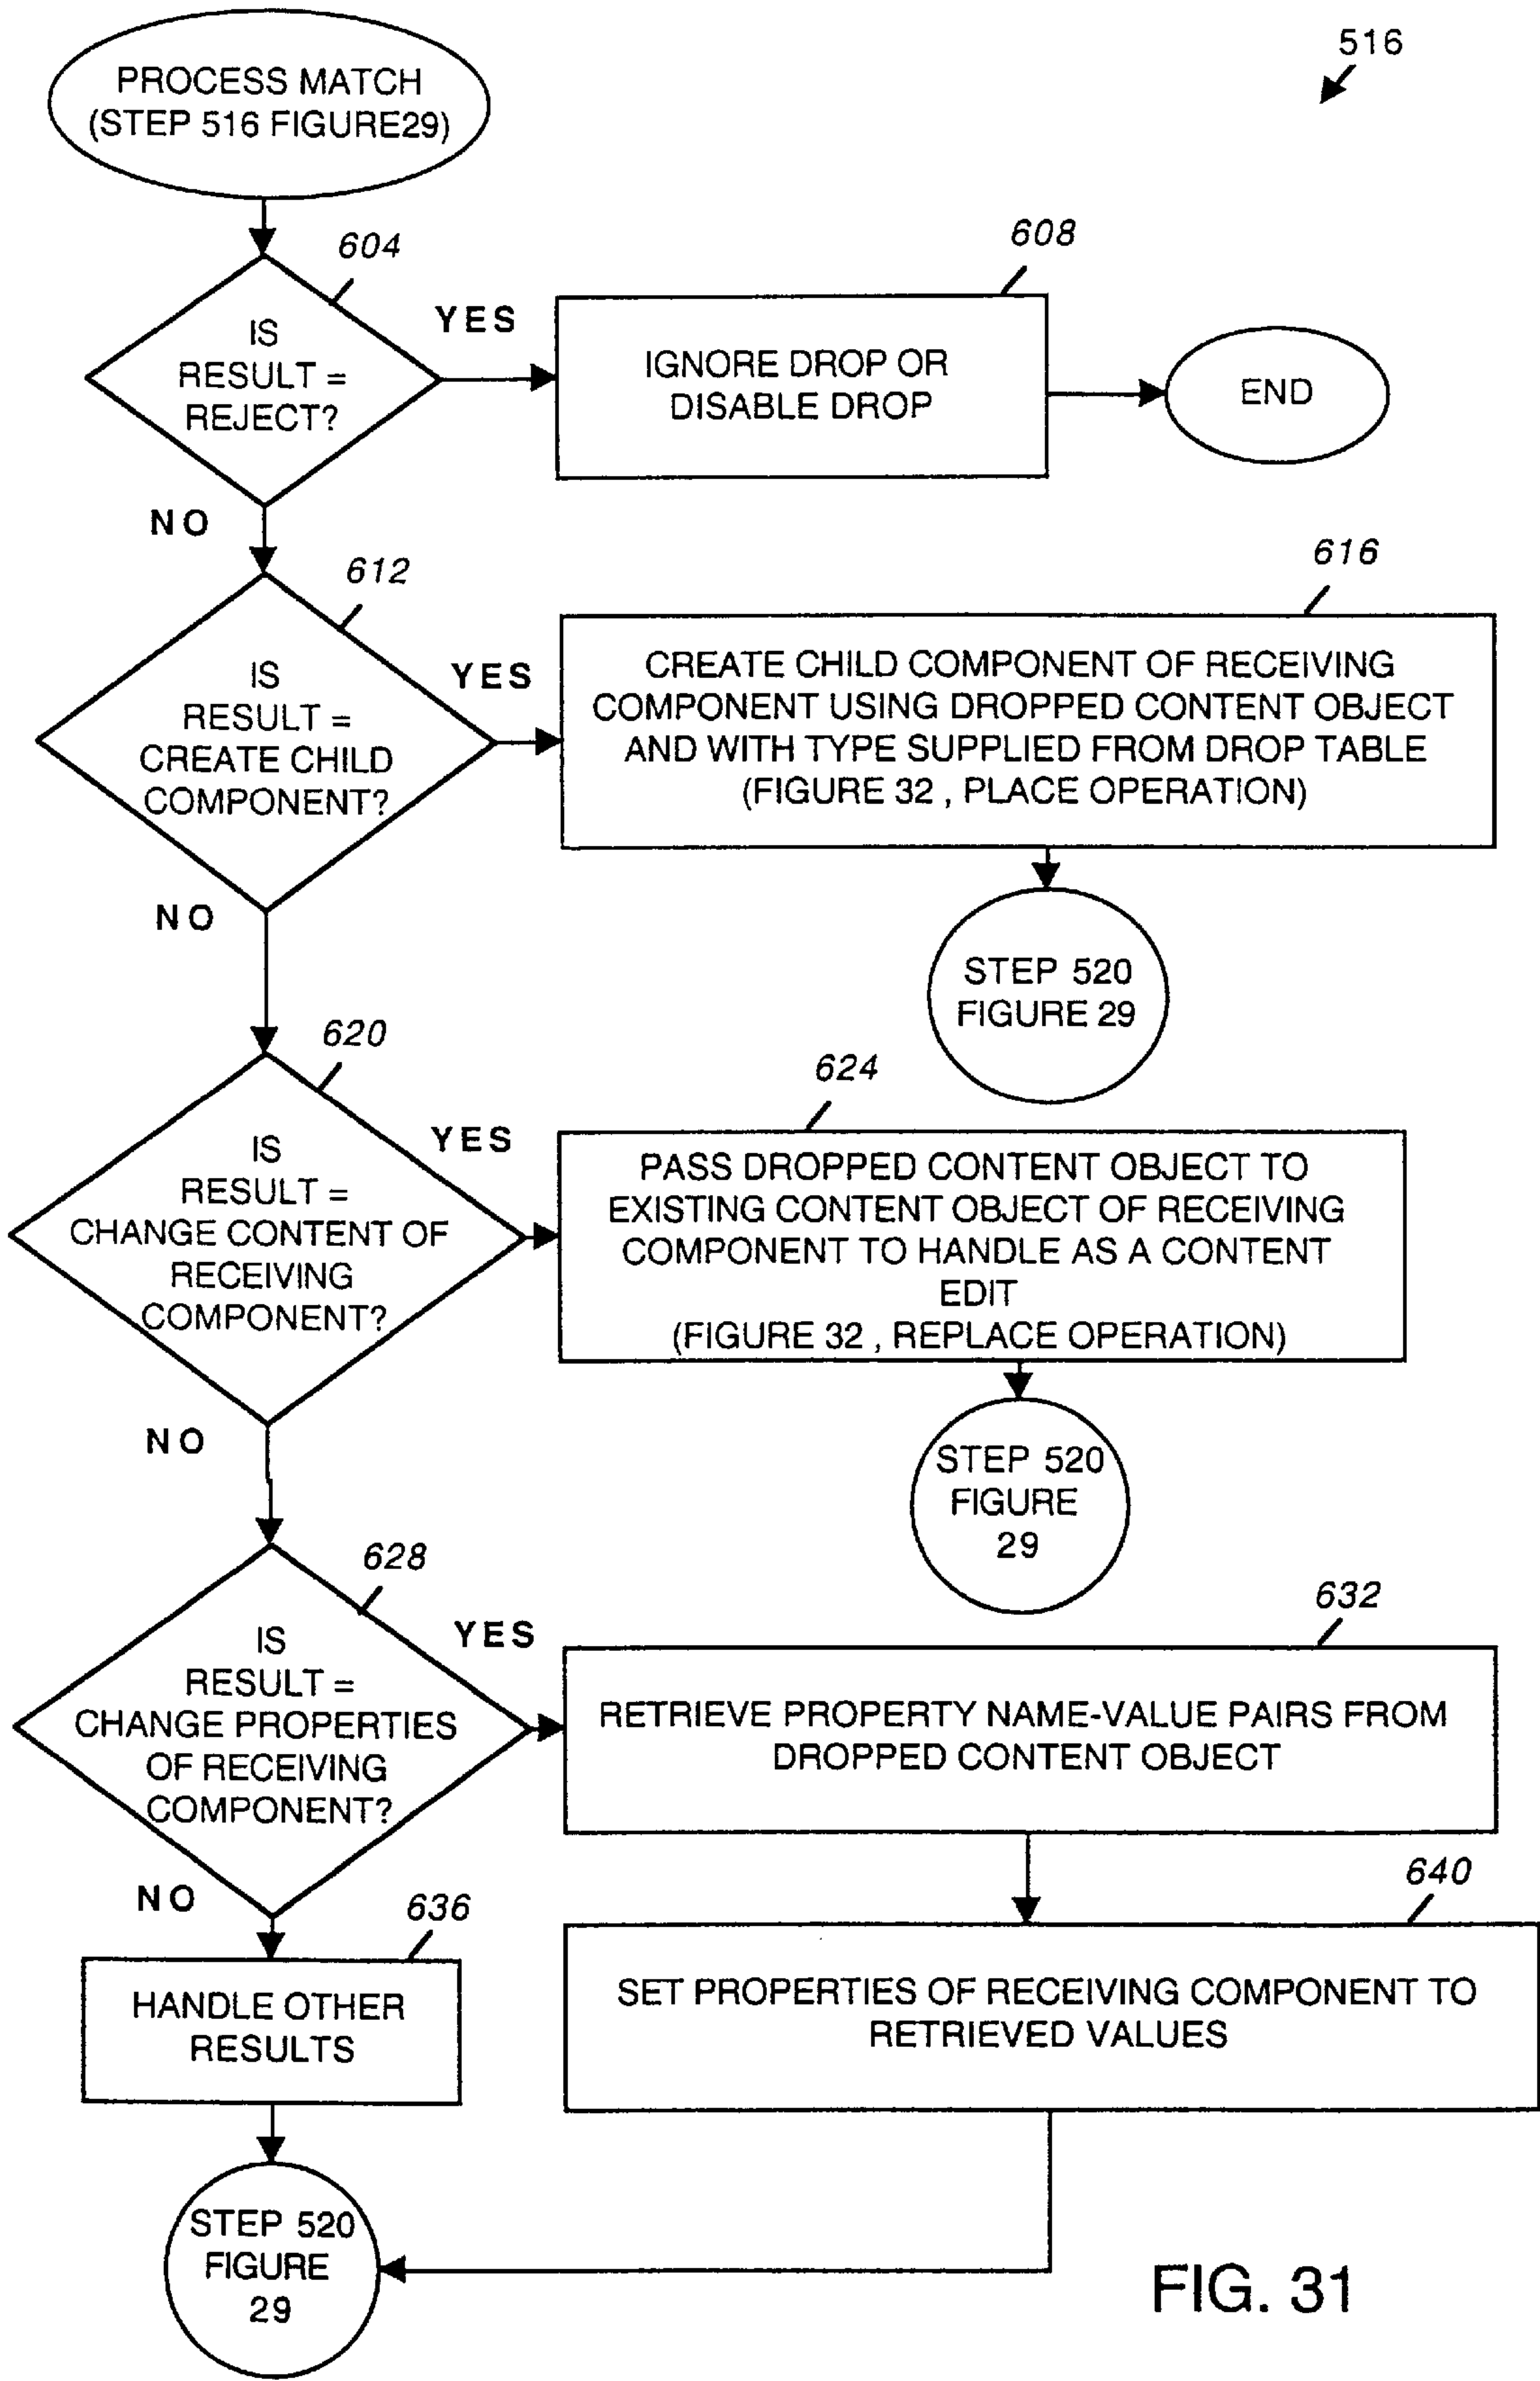 516
PROCESS MATCH
(STEP 516 FIGURE29)
604
608
IS
RESULT =
REJECT?
YES
IGNORE DROP OR
DISABLE DROP
END
NO
612
616
IS
RESULT =
CREATE CHILD
COMPONENT?
YES
CREATE CHILD COMPONENT OF RECEIVING
COMPONENT USING DROPPED CONTENT OBJECT
AND WITH TYPE SUPPLIED FROM DROP TABLE
(FIGURE 32 , PLACE OPERATION)
NO
STEP 520
FIGURE 29
620
624
IS
RESULT =
CHANGE CONTENT OF
RECEIVING
COMPONENT?
YES
PASS DROPPED CONTENT OBJECT TO
EXISTING CONTENT OBJECT OF RECEIVING
COMPONENT TO HANDLE AS A CONTENT
EDIT
(FIGURE 32 , REPLACE OPERATION)
NO
STEP 520
FIGURE
29
628
632
IS
RESULT =
CHANGE PROPERTIES
OF RECEIVING
COMPONENT?
YES
RETRIEVE PROPERTY NAME-VALUE PAIRS FROM
DROPPED CONTENT OBJECT
NO
636
640
HANDLE OTHER
RESULTS
SET PROPERTIES OF RECEIVING COMPONENT TO
RETRIEVED VALUES
STEP 520
FIGURE
29
FIG. 31